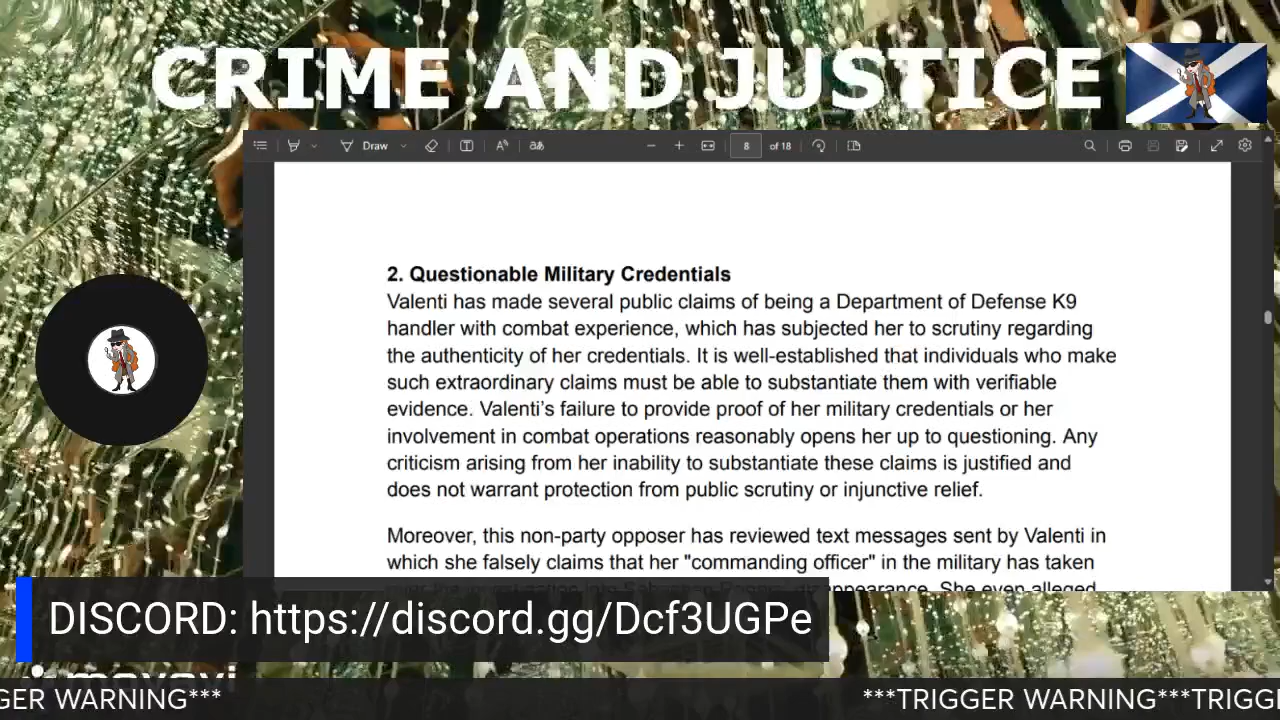 CRIME AND JUSTICE
Draw
8
of 18
2. Questionable Military Credentials
Valenti has made several public claims of being a Department of Defense K9
handler with combat experience, which has subjected her to scrutiny regarding
the authenticity of her credentials. It is well-established that individuals who make
such extraordinary claims must be able to substantiate them with verifiable
evidence. Valenti's failure to provide proof of her military credentials or her
involvement in combat operations reasonably opens her up to questioning. Any
criticism arising from her inability to substantiate these claims is justified and
does not warrant protection from public scrutiny or injunctive relief.
Moreover, this non-party opposer has reviewed text messages sent by Valenti in
which she falsely claims that her "commanding officer" in the military has taken
She even alleged
DISCORD: https://discord.gg/Dcf3UGPe
GER WARNING*** ***TRIGGER WARNING***TRIGG